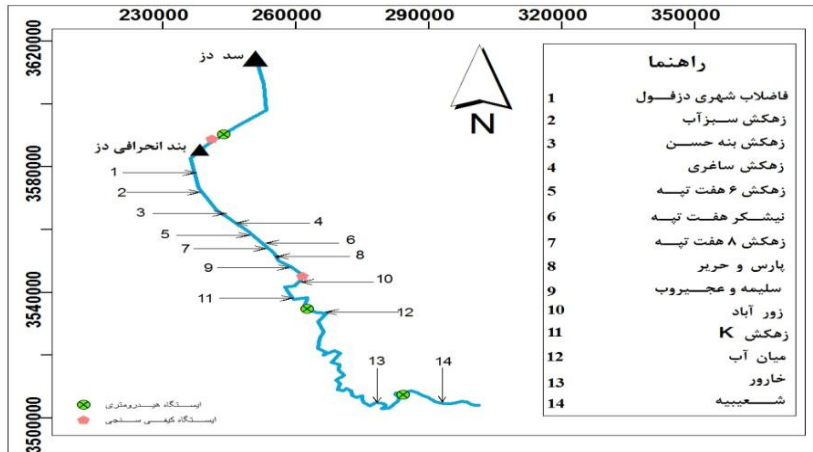 230000 260000 290000 320000 350000
3620000
3580000
3540000
3500000
سد دز
بند انحرافی دز
N
1
2
3
4
5
6
7
8
9
10
11
12
13
14
ایستگاه هیدرومتری
ایستگاه کیفی سنجی
راهنما
1 فاضلاب شهری دزفول
2 زهکش سبزآب
3 زهکش بنه حسن
4 زهکش ساغری
5 زهکش ۶ هفت تپه
6 نیشکر هفت تپه
7 زهکش ۸ هفت تپه
8 پارس و حریر
9 سلیمه و عجیروب
10 زور آباد
11 زهکش K
12 میان آب
13 خارور
14 شعیبیه